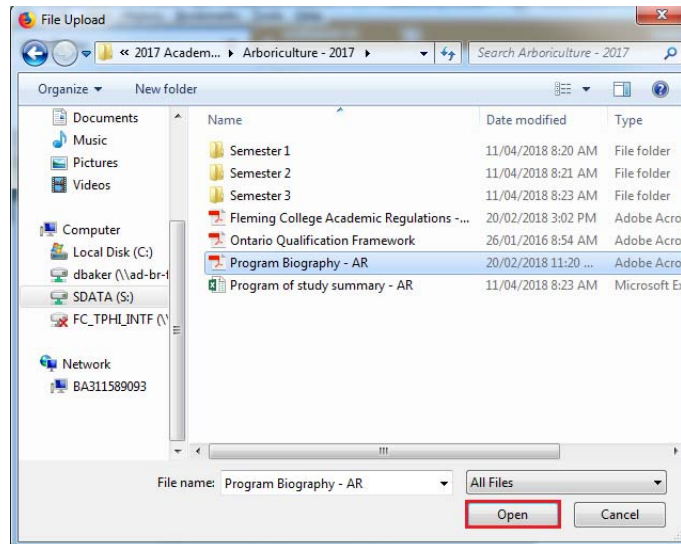 File Upload
« 2017 Academ... Arboriculture - 2017
Search Arboriculture - 2017
Organize New folder
Documents
Music
Pictures
Videos
Computer
Local Disk (C:)
dbaker (\\ad-br-f
SDATA (S:)
FC_TPHI_INTF (\\
Network
BA311589093
Name Date modified Type
Semester 1 11/04/2018 8:20 AM File folder
Semester 2 11/04/2018 8:21 AM File folder
Semester 3 11/04/2018 8:23 AM File folder
Fleming College Academic Regulations -... 20/02/2018 3:02 PM Adobe Acro
Ontario Qualification Framework 26/01/2016 8:54 AM Adobe Acro
Program Biography - AR 20/02/2018 11:20 ... Adobe Acro
Program of study summary - AR 11/04/2018 8:23 AM Microsoft E
File name: Program Biography - AR All Files
Open Cancel